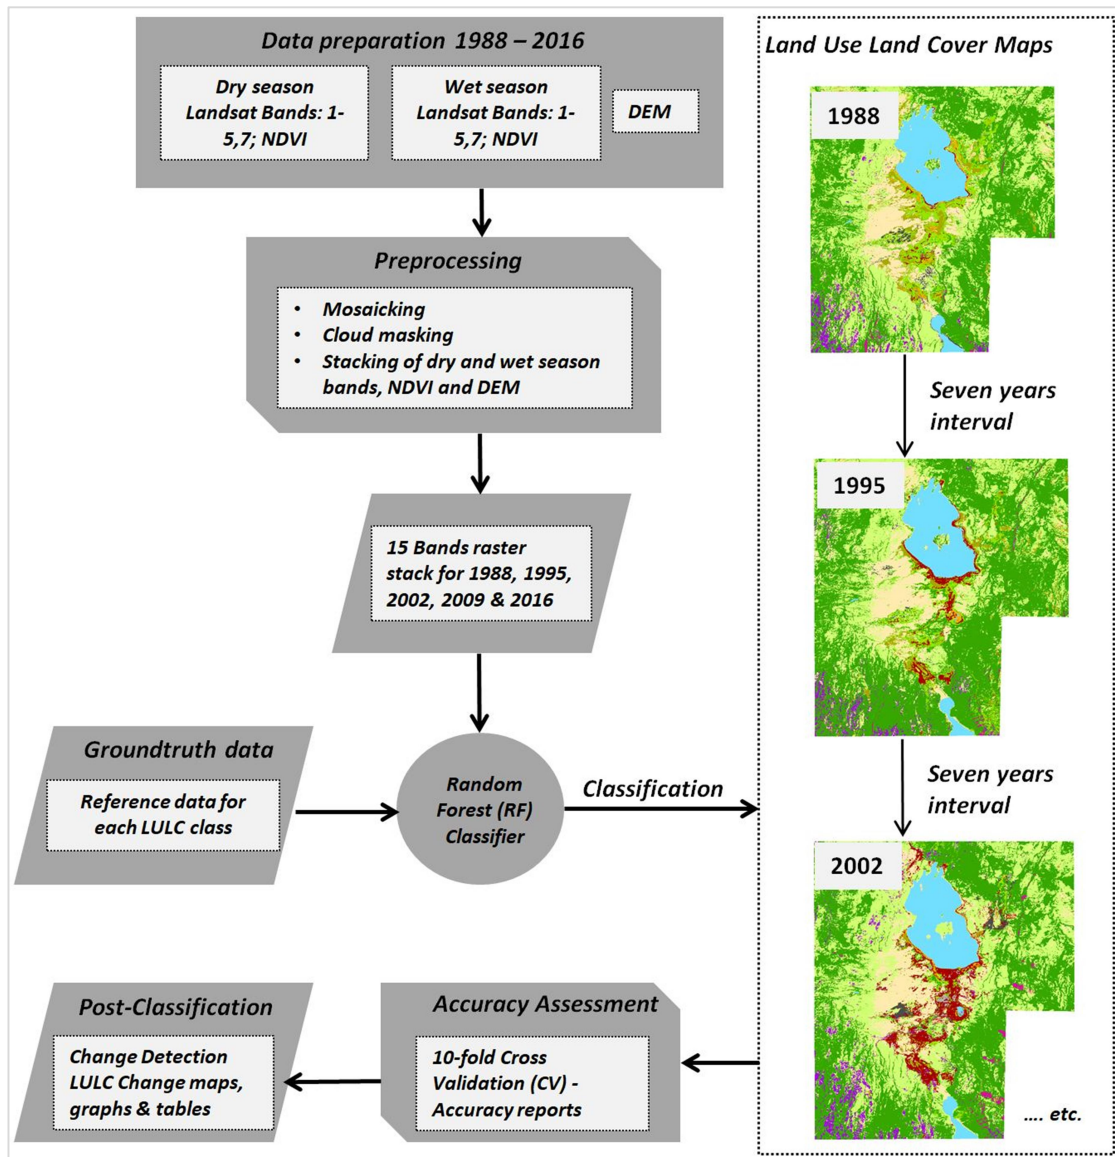 Data preparation 1988 – 2016
Dry season
Landsat Bands: 1-
5,7; NDVI
Wet season
Landsat Bands: 1-
5,7; NDVI
DEM
Preprocessing
• Mosaicking
• Cloud masking
• Stacking of dry and wet season
bands, NDVI and DEM
15 Bands raster
stack for 1988, 1995,
2002, 2009 & 2016
Groundtruth data
Reference data for
each LULC class
Random
Forest (RF)
Classifier
Classification
Land Use Land Cover Maps
1988
Seven years
interval
1995
Seven years
interval
2002
.... etc.
Accuracy Assessment
10-fold Cross
Validation (CV) -
Accuracy reports
Post-Classification
Change Detection
LULC Change maps,
graphs & tables